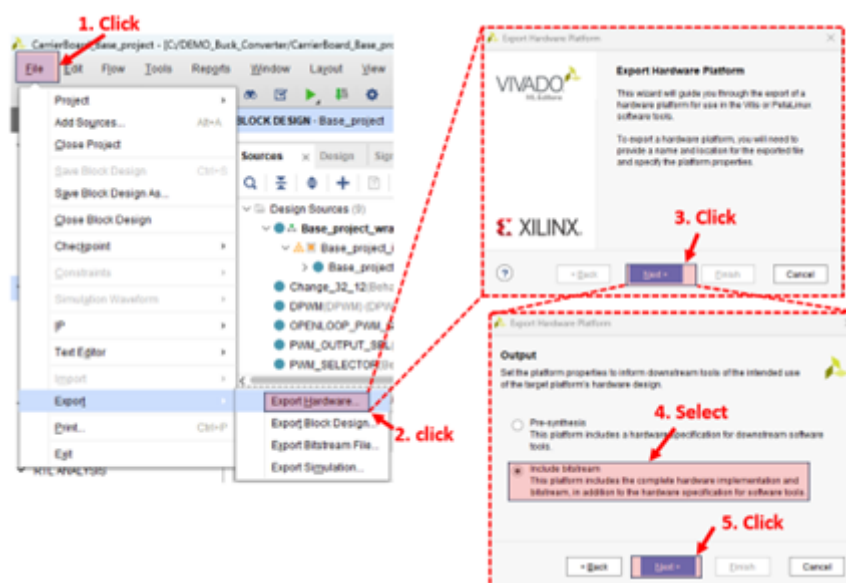 1. Click
CarrierBoard_Base_project - [C:/DEMO_Buck_Converter/CarrierBoard_Base_pro
File Edit Flow Tools Reports Window Layout View
Project
Add Sources... Alt+A
Close Project
Save Block Design Ctrl+S
Save Block Design As...
Close Block Design
Checkpoint
Constraints
Simulation Waveform
IP
Text Editor
Import
Export
Print... Ctrl+P
Exit
RTL ANALYSIS
BLOCK DESIGN - Base_project
Sources × Design Sign
Design Sources (9)
Base_project_wra
Base_project_i
Base_project
Change_32_12(Beha
DPWM(DPWM) (DPW
PWM_OUTPUT_SEL
PWM_SELECTOR(Be
Export Hardware...
Export Block Design...
Export Bitstream File...
Export Simulation...
2. click
Export Hardware Platform
VIVADO
Export Hardware Platform
This wizard will guide you through the export of a
hardware platform for use in the Vitis or PetaLinux
software tools.
To export a hardware platform, you will need to
provide a name and location for the exported file
and specify the platform properties.
XILINX
3. Click
? < Back Next > Finish Cancel
Export Hardware Platform
Output
Set the platform properties to inform downstream tools of the intended use
of the target platform's hardware design.
4. Select
Pre-synthesis
This platform includes a hardware specification for downstream software
tools.
Include bitstream
This platform includes the complete hardware implementation and
bitstream, in addition to the hardware specification for software tools.
5. Click
< Back Next > Finish Cancel